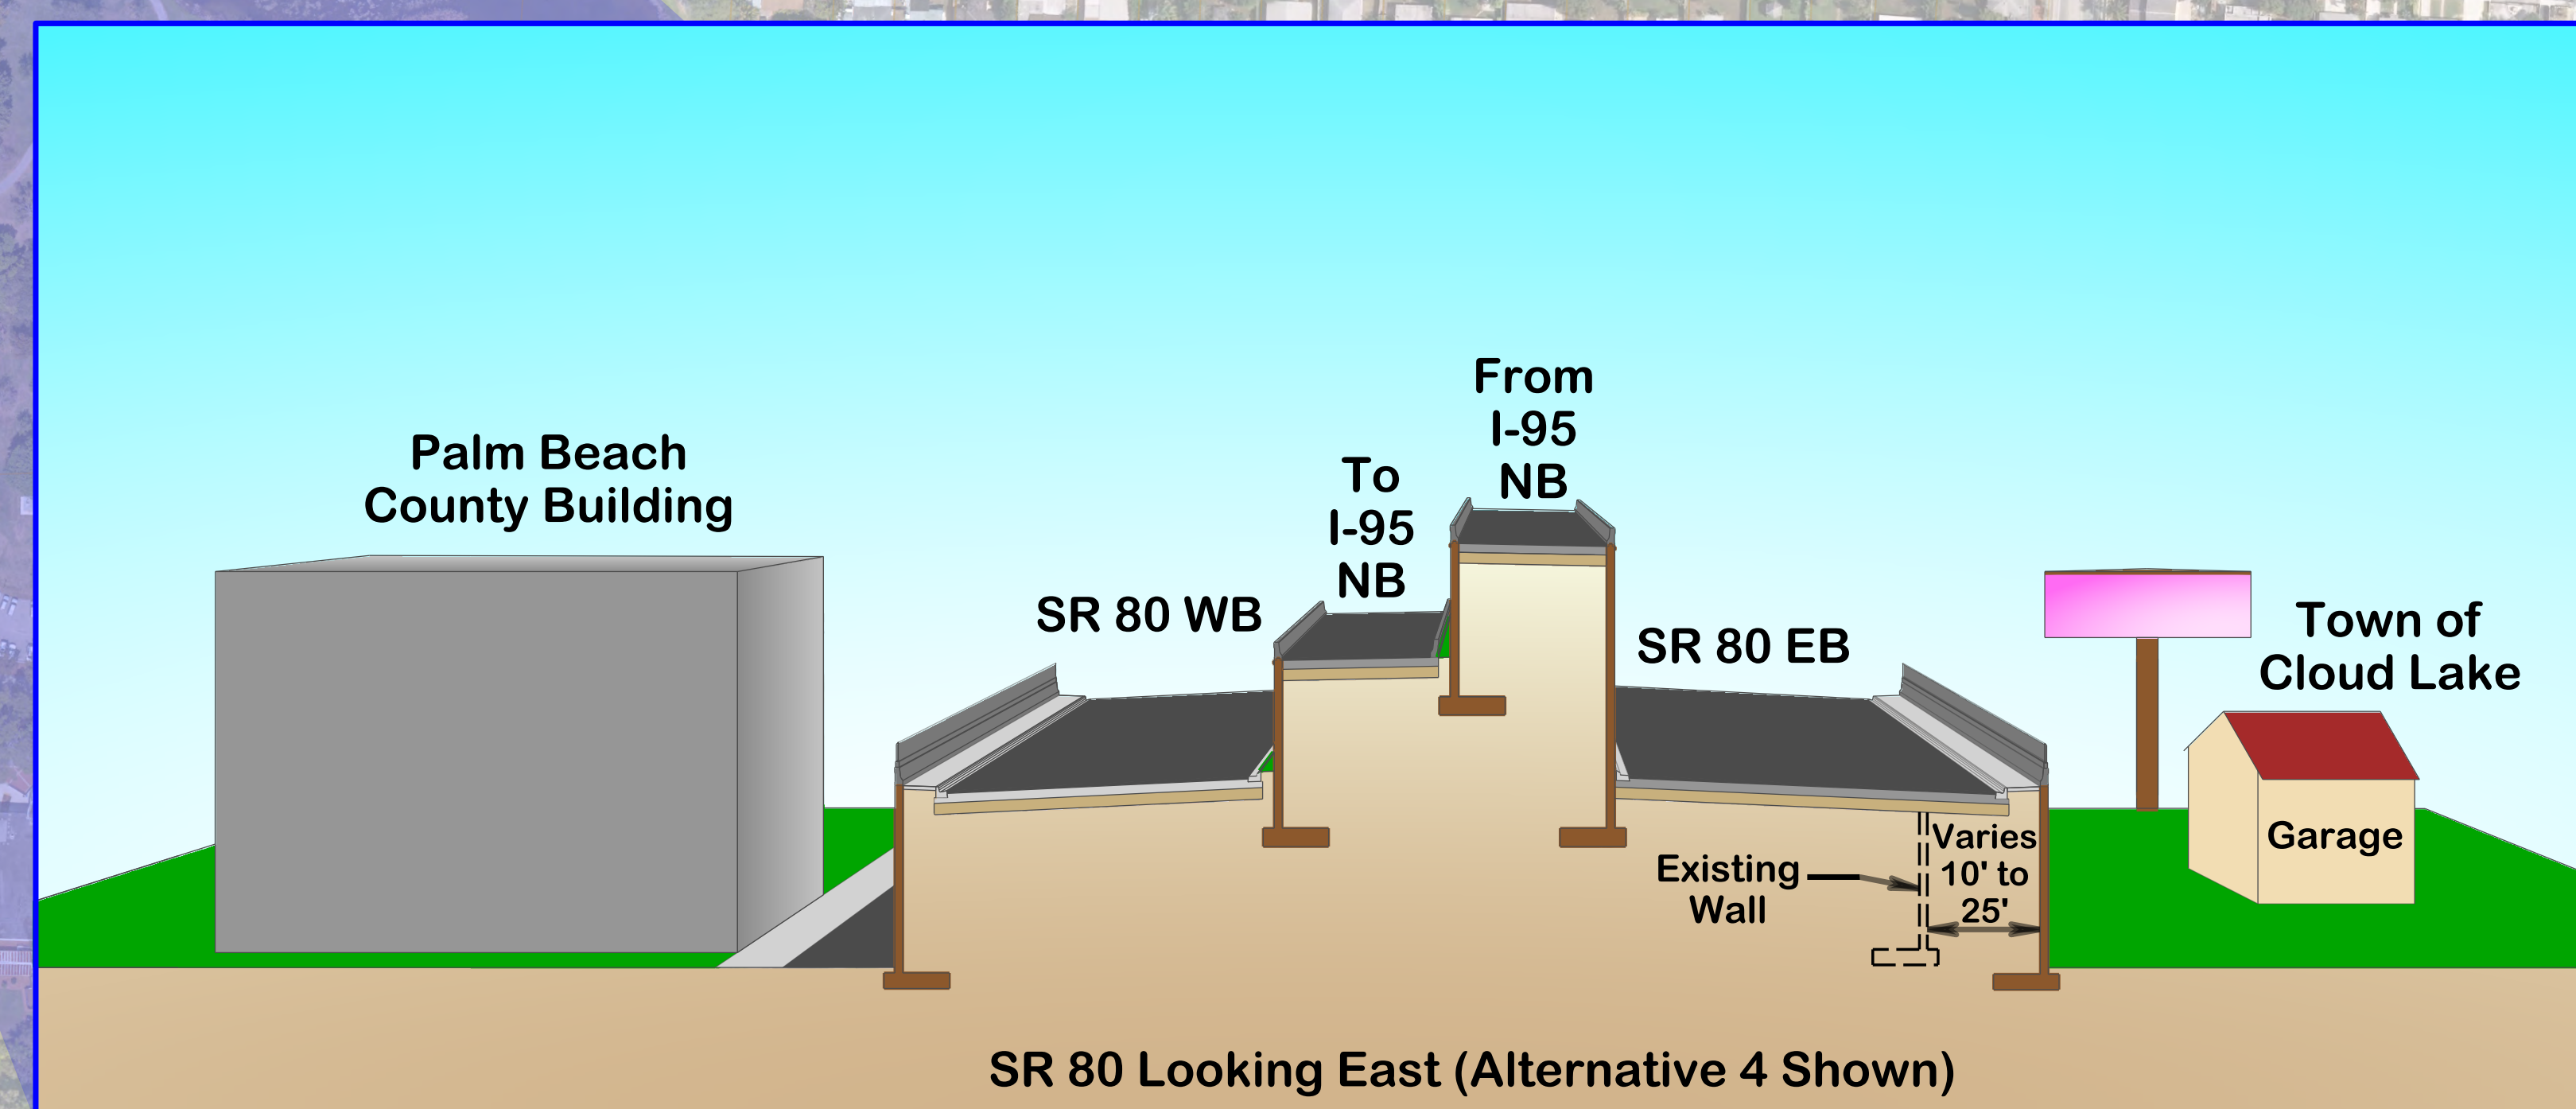 From
I-95
NB
To
I-95
NB
Palm Beach
County Building
SR 80 WB
SR 80 EB
Town of
Cloud Lake
Garage
Existing
Wall
Varies
10' to
25'
SR 80 Looking East (Alternative 4 Shown)